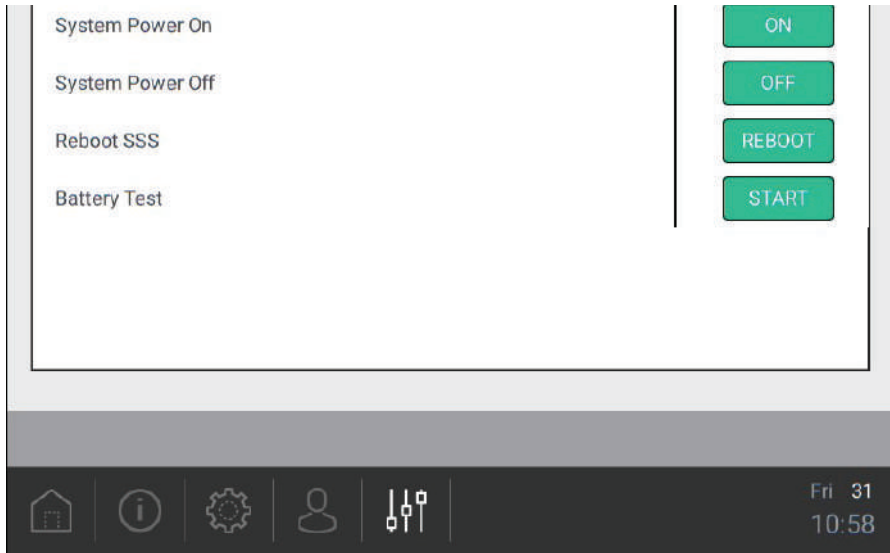 System Power On ON
System Power Off OFF
Reboot SSS REBOOT
Battery Test START
Fri 31
10:58